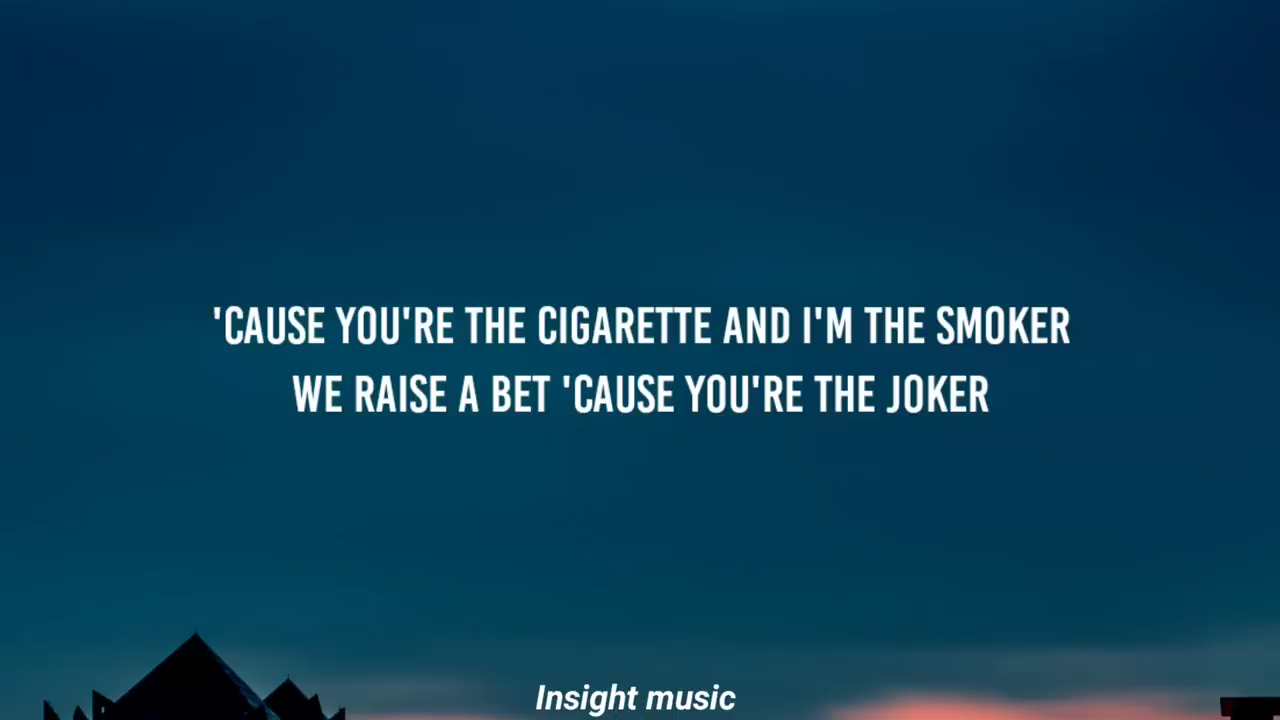 'CAUSE YOU'RE THE CIGARETTE AND I'M THE SMOKER
WE RAISE A BET 'CAUSE YOU'RE THE JOKER
Insight music